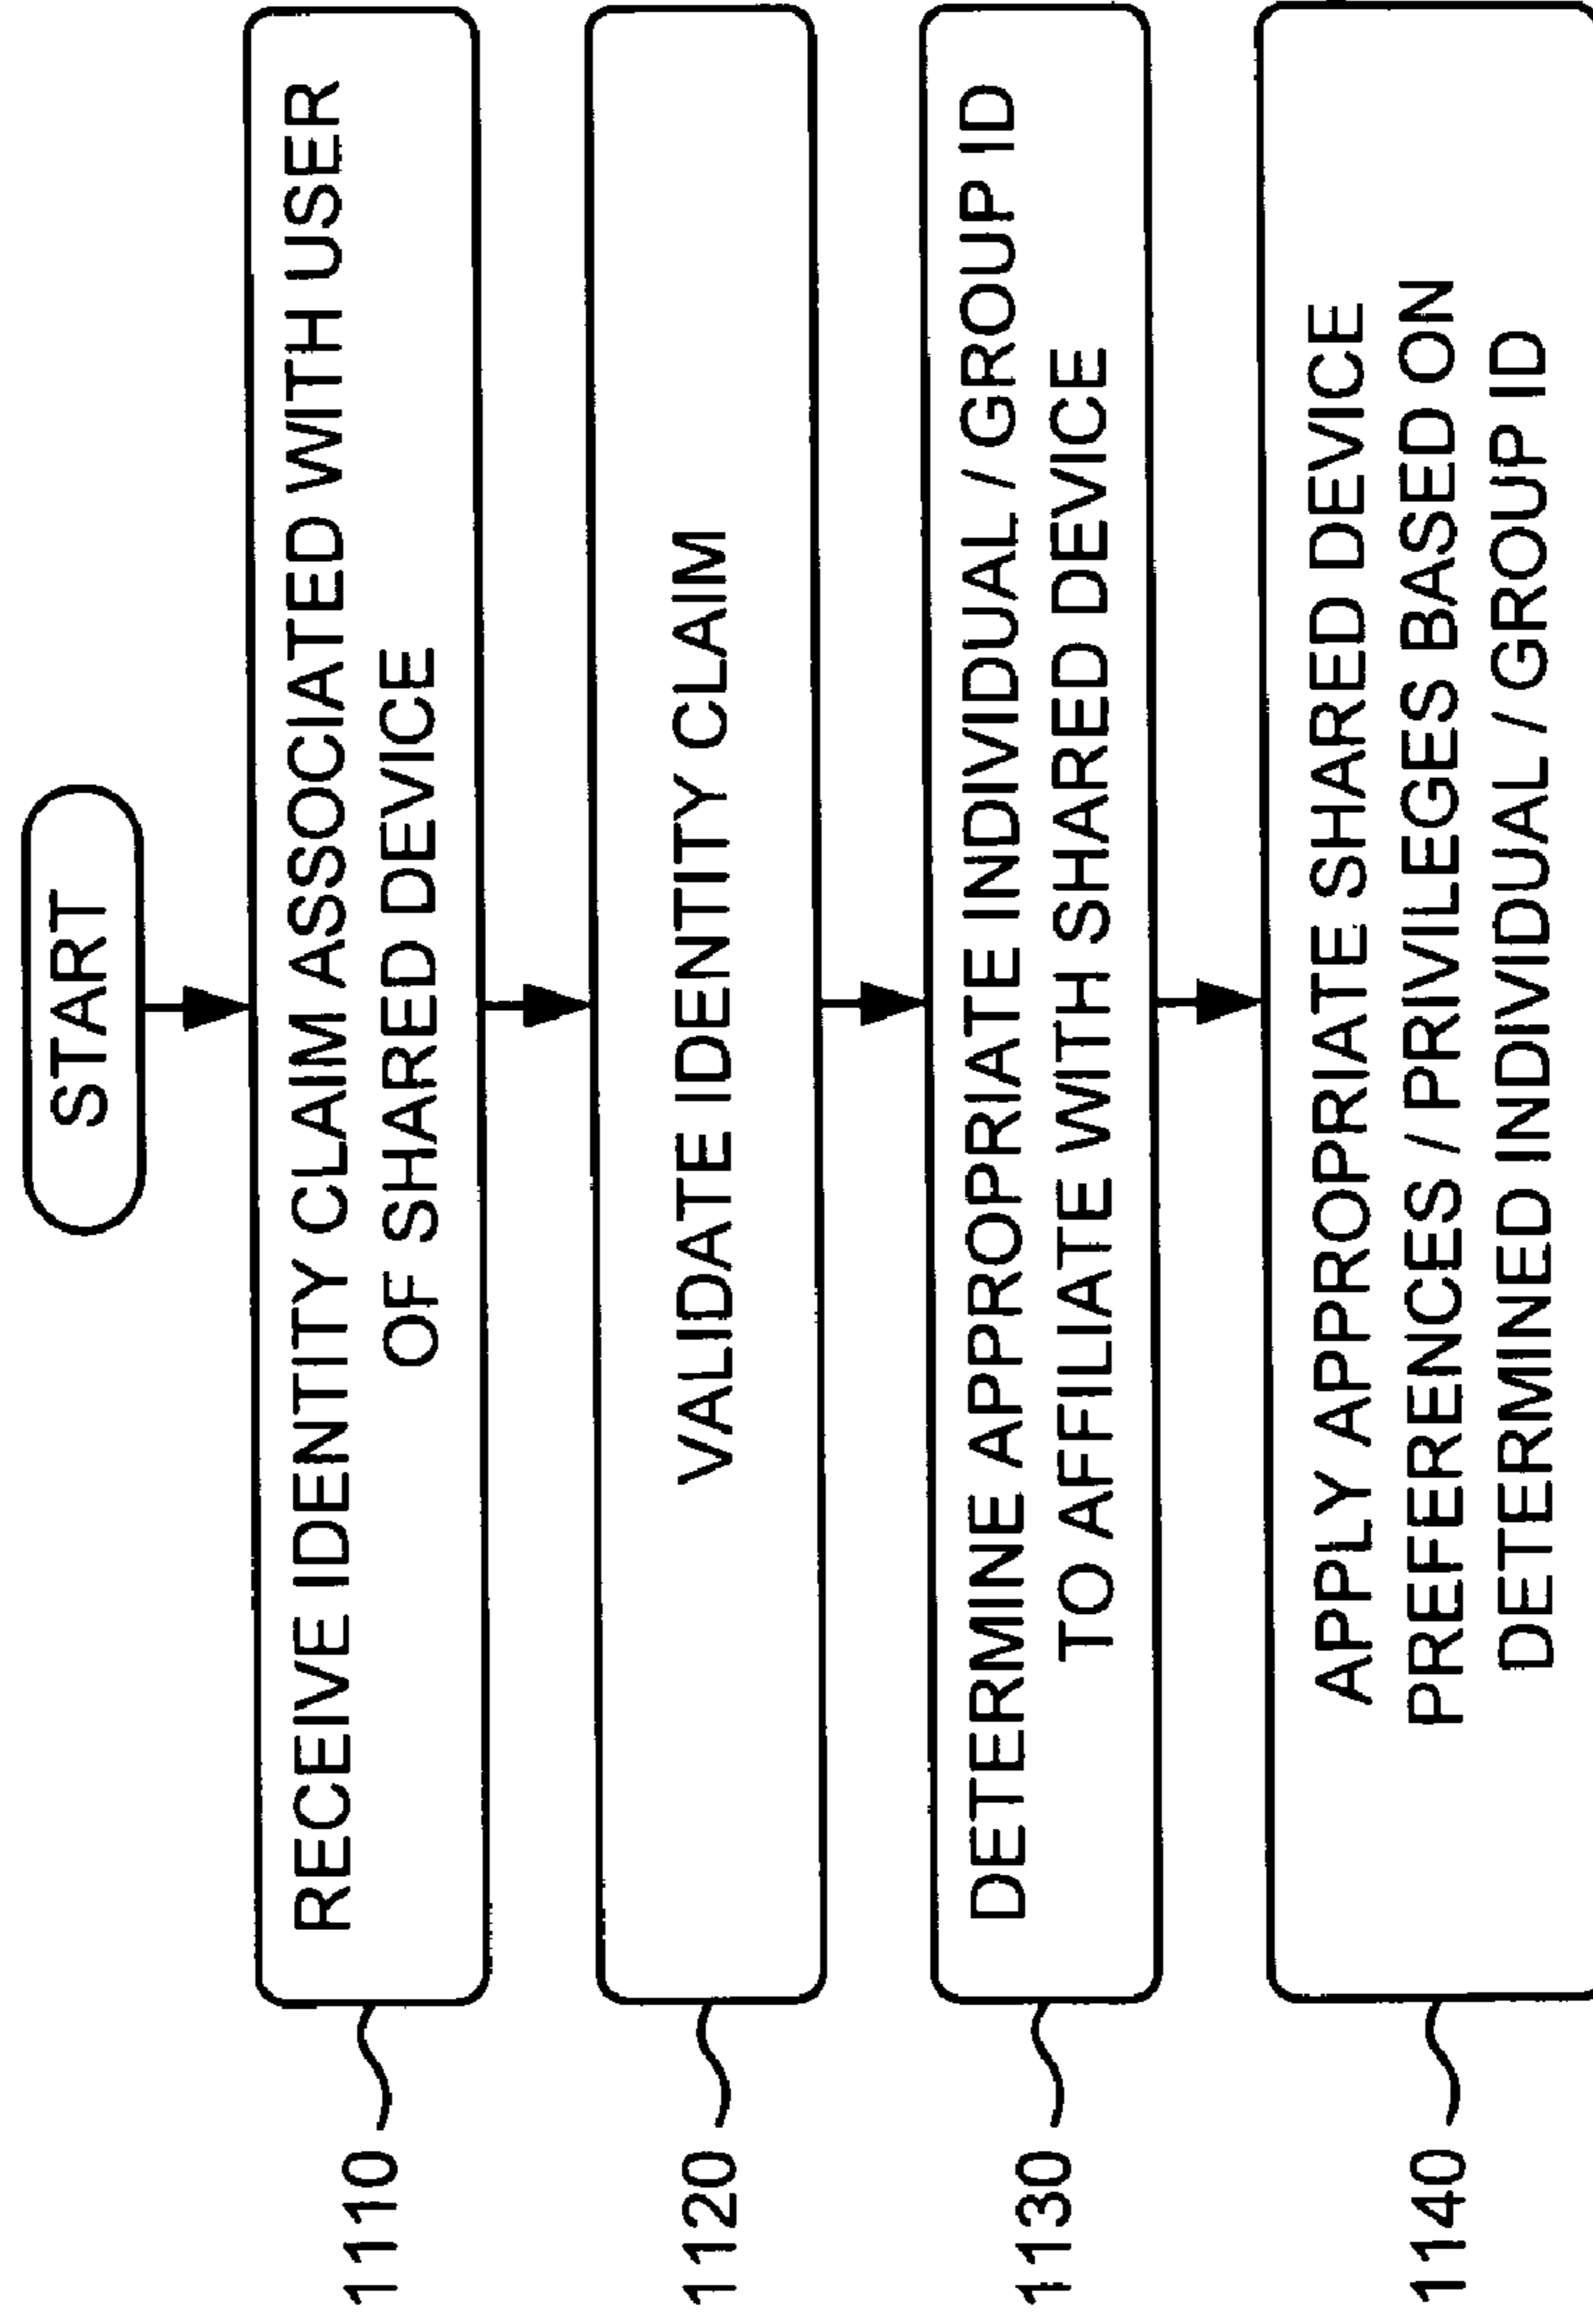 START
1110
RECEIVE IDENTITY CLAIM ASSOCIATED WITH USER
OF SHARED DEVICE
1120
VALIDATE IDENTITY CLAIM
1130
DETERMINE APPROPRIATE INDIVIDUAL / GROUP ID
TO AFFILIATE WITH SHARED DEVICE
1140
APPLY APPROPRIATE SHARED DEVICE
PREFERENCES / PRIVILEGES BASED ON
DETERMINED INDIVIDUAL / GROUP ID